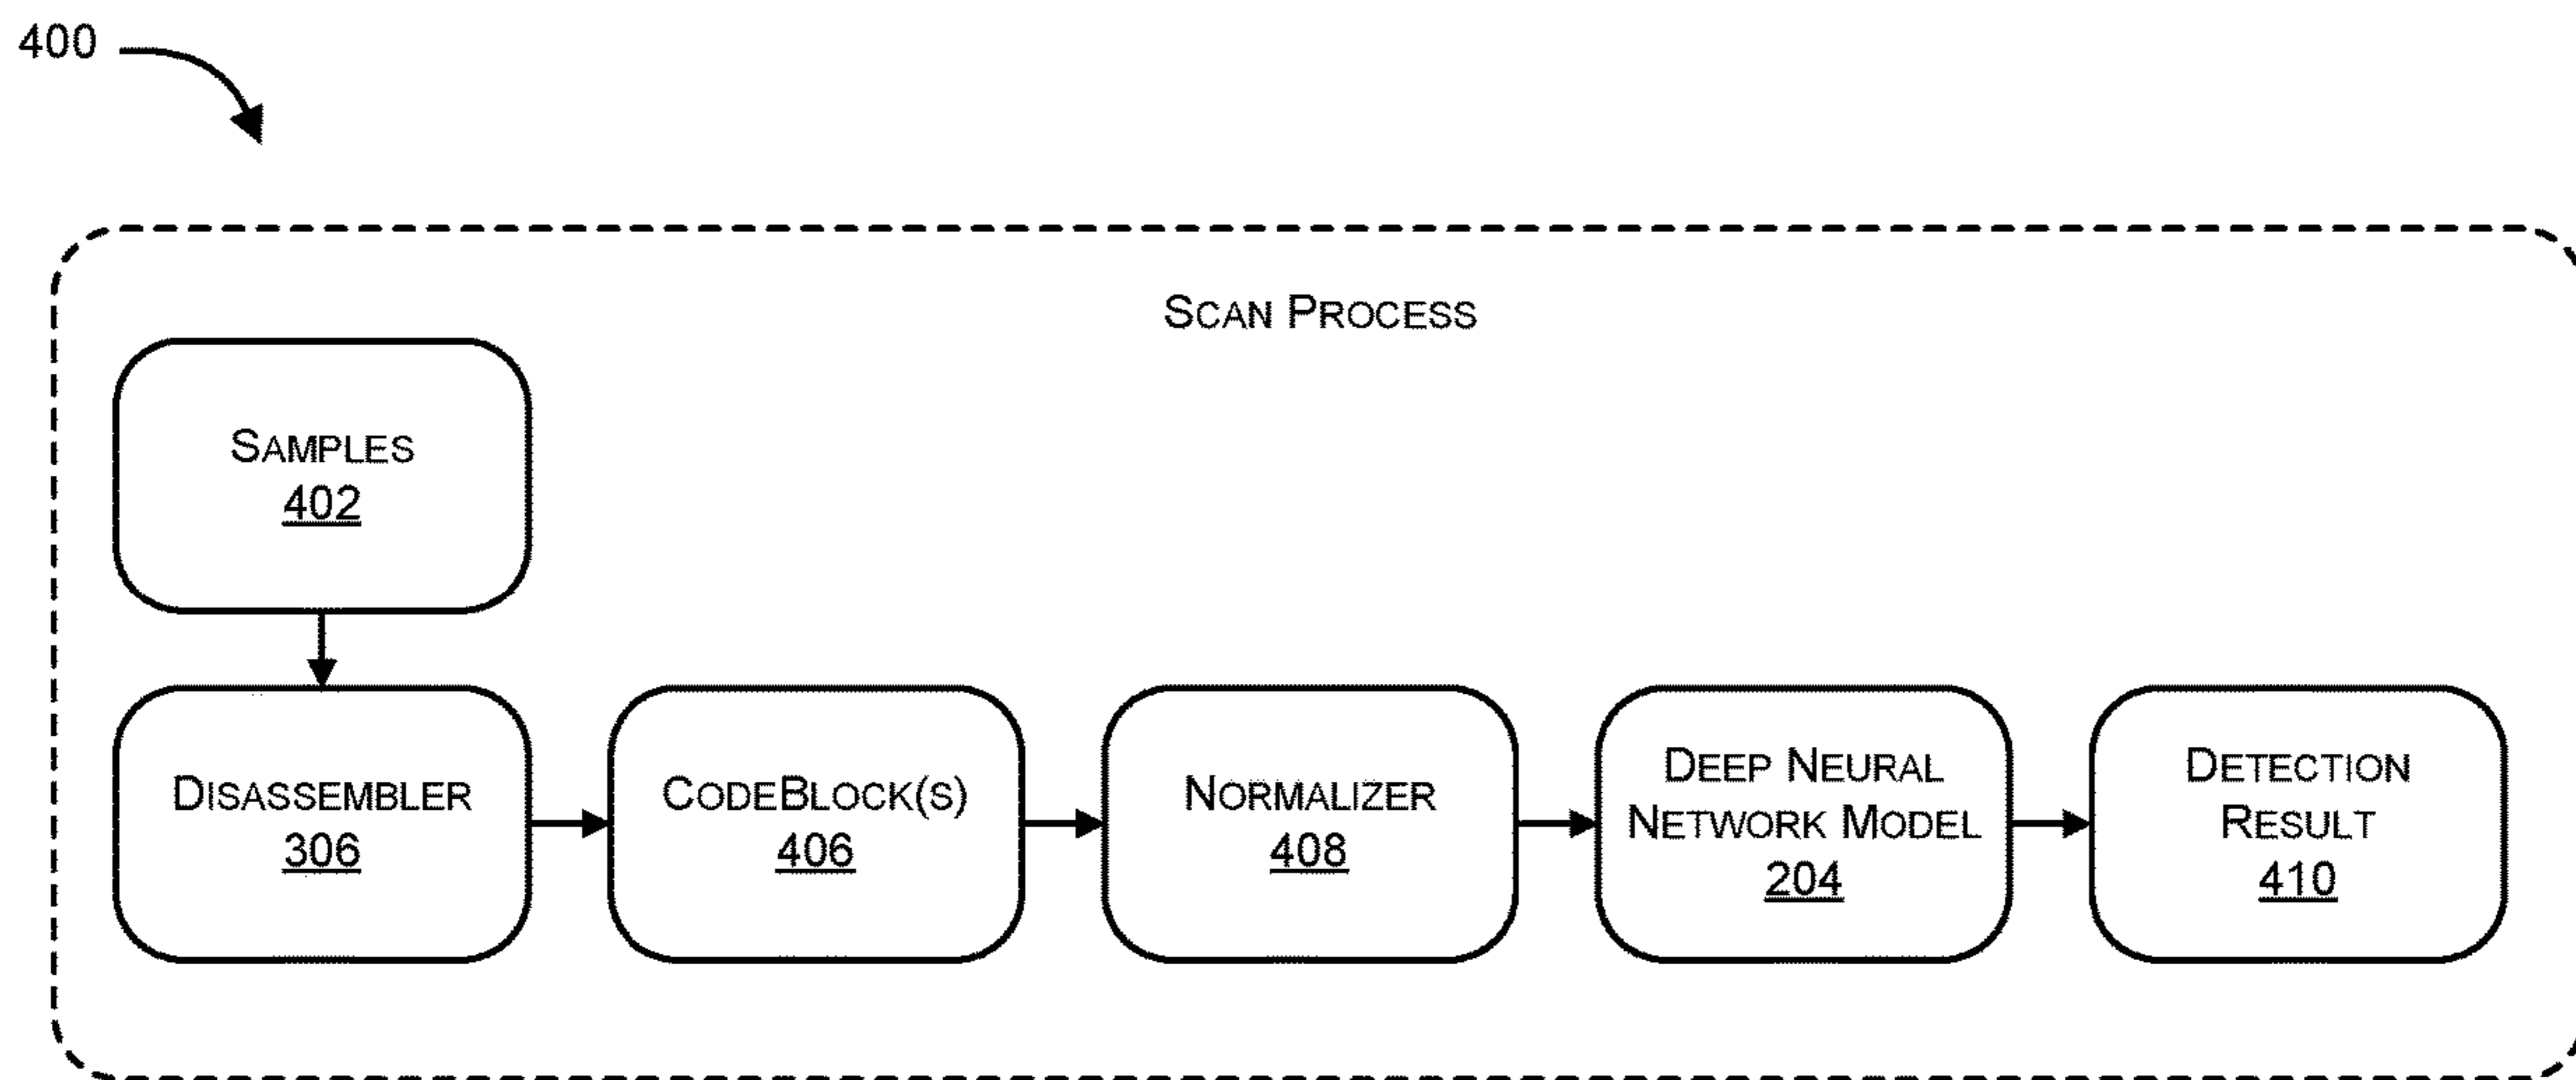 400
SCAN PROCESS
SAMPLES
402
DISASSEMBLER
306
CODEBLOCK(S)
406
NORMALIZER
408
DEEP NEURAL
NETWORK MODEL
204
DETECTION
RESULT
410